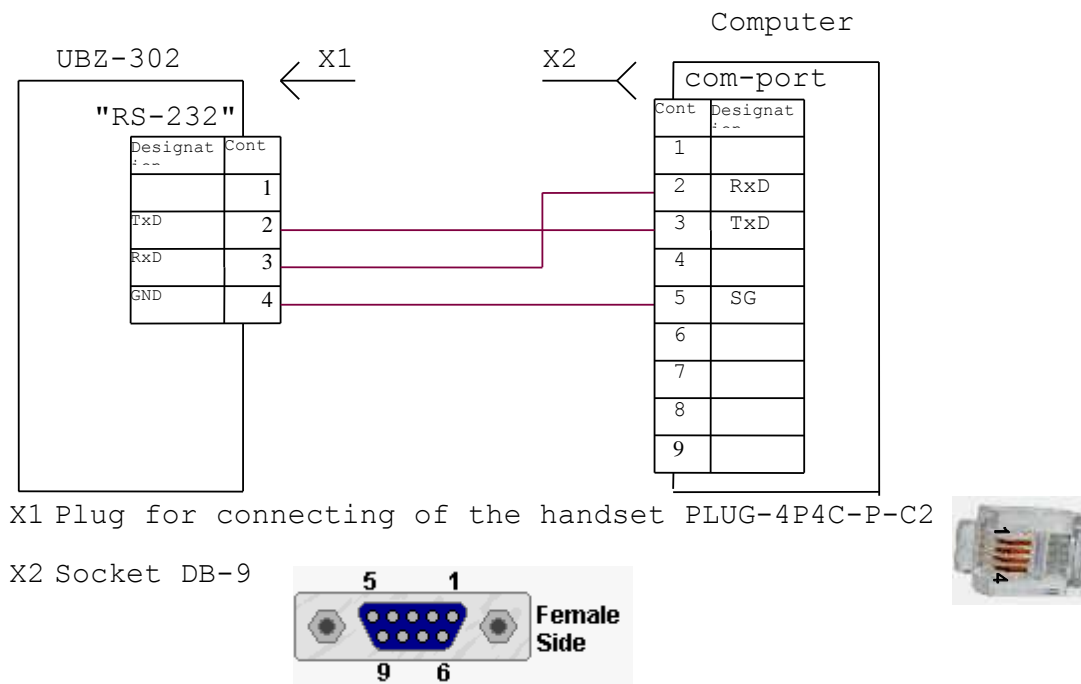 Computer
UBZ-302
X1
X2
com-port
"RS-232"
Designat Cont
1
TxD 2
RxD 3
GND 4
Cont Designat
1
2 RxD
3 TxD
4
5 SG
6
7
8
9
X1 Plug for connecting of the handset PLUG-4P4C-P-C2
1
4
X2 Socket DB-9
5 1
Female
Side
9 6